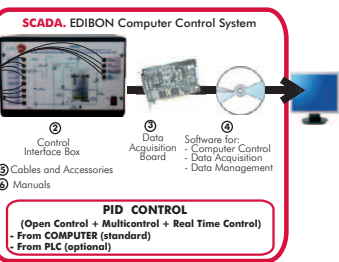 SCADA. EDIBON Computer Control System
2
Control
Interface Box
3
Data
Acquisition
Board
4
Software for:
- Computer Control
- Data Acquisition
- Data Management
5 Cables and Accessories
6 Manuals
PID CONTROL
(Open Control + Multicontrol + Real Time Control)
- From COMPUTER (standard)
- From PLC (optional)